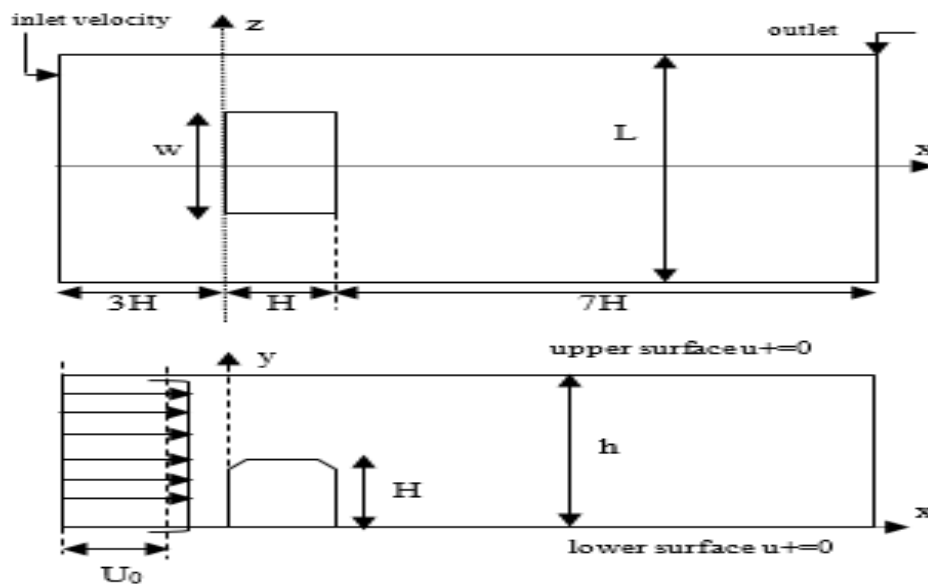 inlet velocity
z
outlet
w
L
x
3H
H
7H
y
upper surface u+=0
h
H
x
lower surface u+=0
U₀